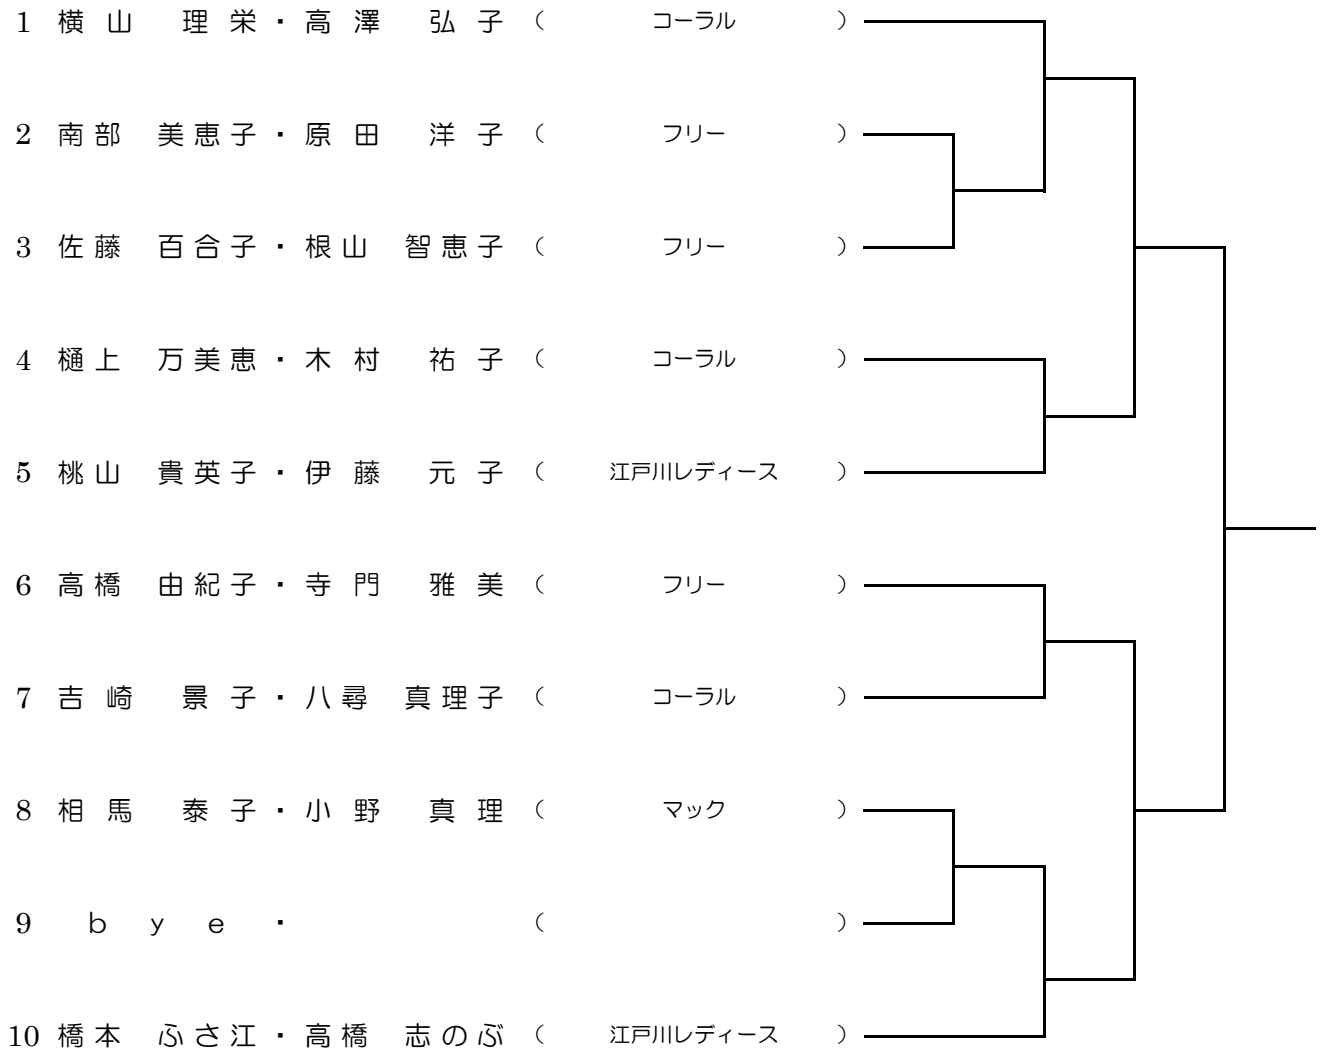 1 横山 理栄・高澤 弘子（ コーラル ）
2 南部 美恵子・原田 洋子（ フリー ）
3 佐藤 百合子・根山 智恵子（ フリー ）
4 樋上 万美恵・木村 祐子（ コーラル ）
5 桃山 貴英子・伊藤 元子（ 江戸川レディース ）
6 高橋 由紀子・寺門 雅美（ フリー ）
7 吉崎 景子・八尋 真理子（ コーラル ）
8 相馬 泰子・小野 真理（ マック ）
9 ｂｙｅ・ （ ）
10 橋本 ふさ江・高橋 志のぶ（ 江戸川レディース ）